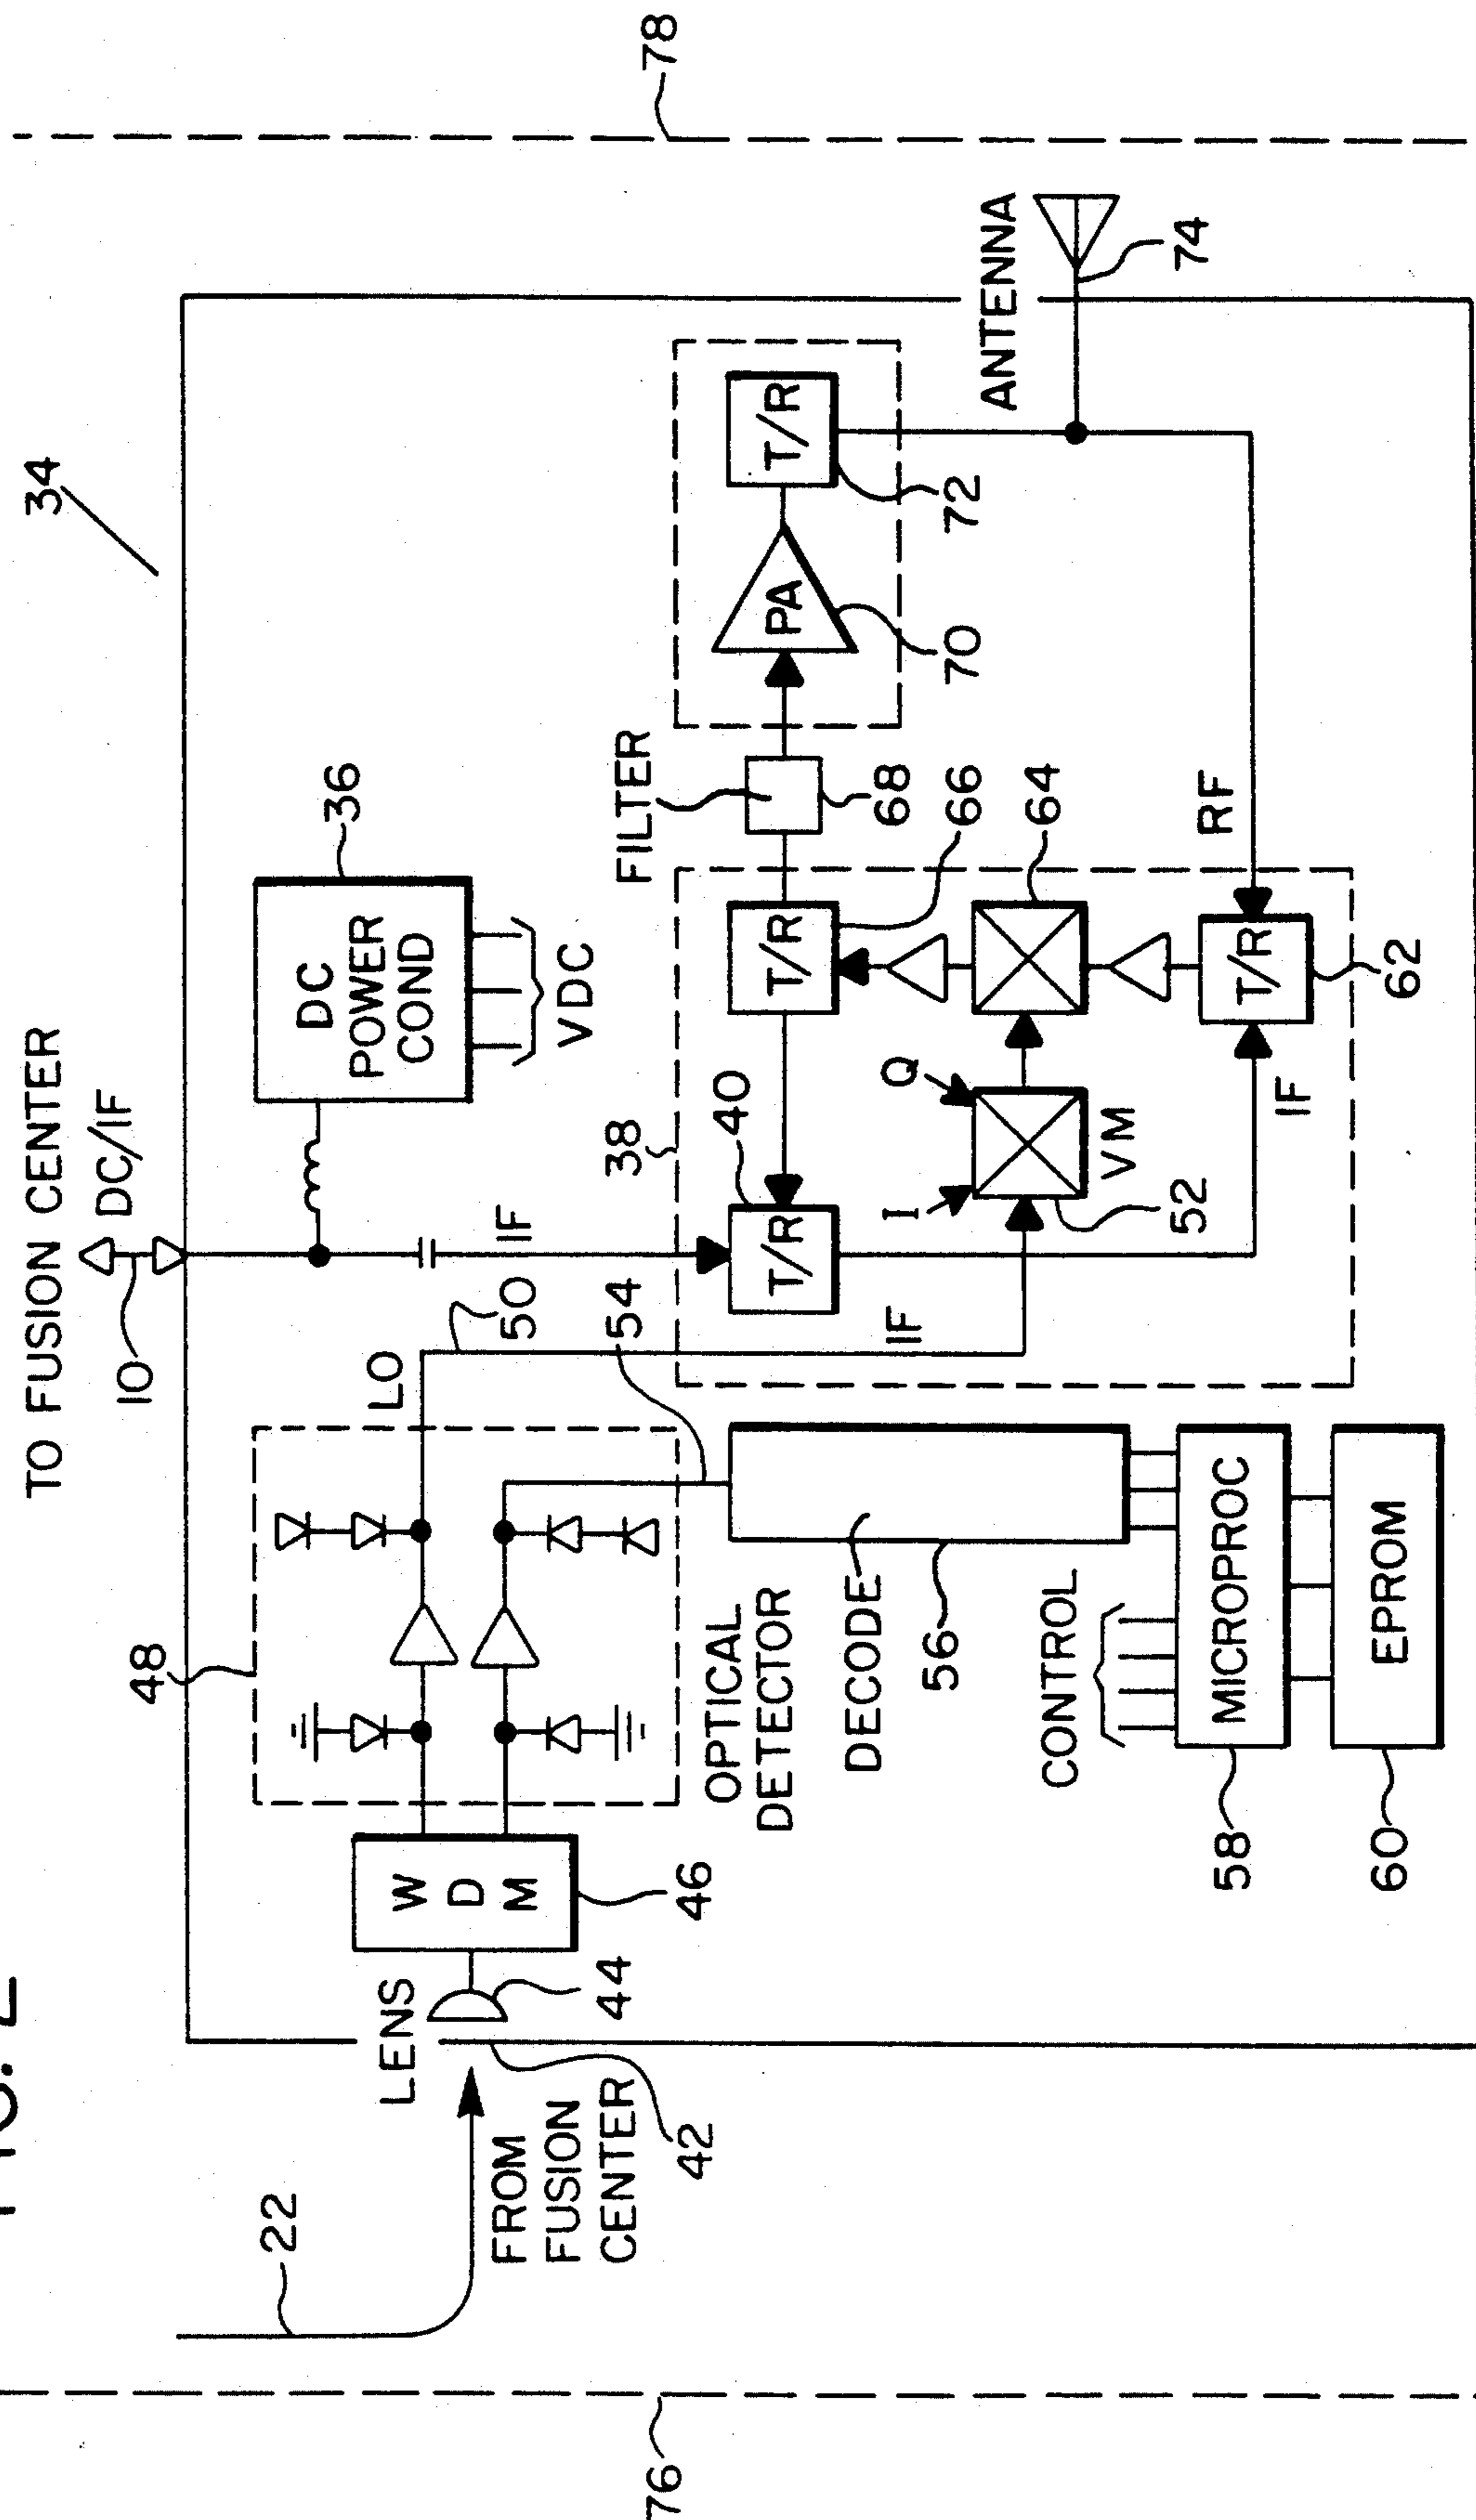 FIG. 2
TO FUSION CENTER
34
10
DC/IF
36
DC
POWER
COND
VDC
78
22
48
LO
50
IF
LENS
W
D
M
FROM
FUSION
CENTER
42
44
46
OPTICAL
DETECTOR
54
38
40
T/R
T/R
FILTER
68
66
PA
70
T/R
72
ANTENNA
74
76
DECODE
56
IF
I
Q
VM
52
64
CONTROL
MICROPROC
58
EPROM
60
IF
T/R
62
RF